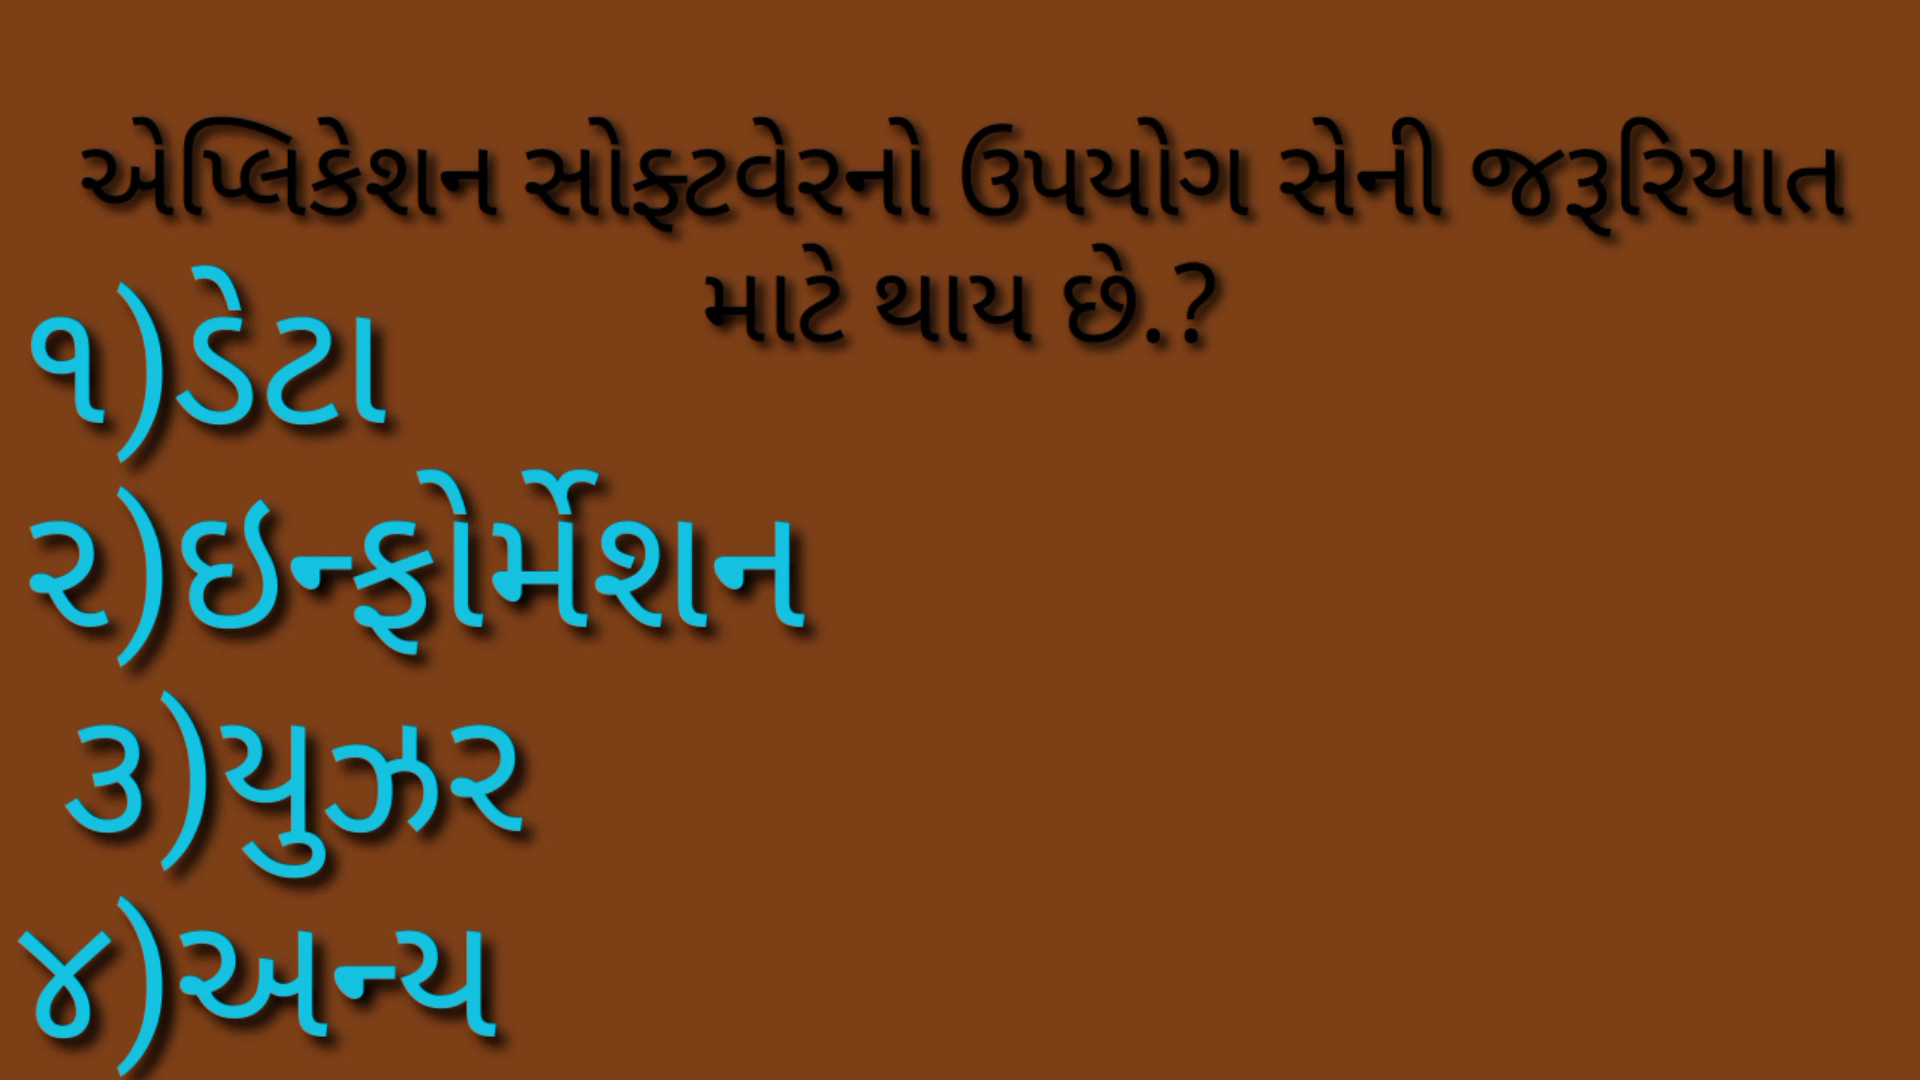 એપ્લિકેશન સોફ્ટવેરનો ઉપયોગ સેની જરૂરિયાત
માટે થાય છે.?
૧)ડેટા
૨)ઇન્ફોર્મેશન
૩)યુઝર
૪)અન્ય